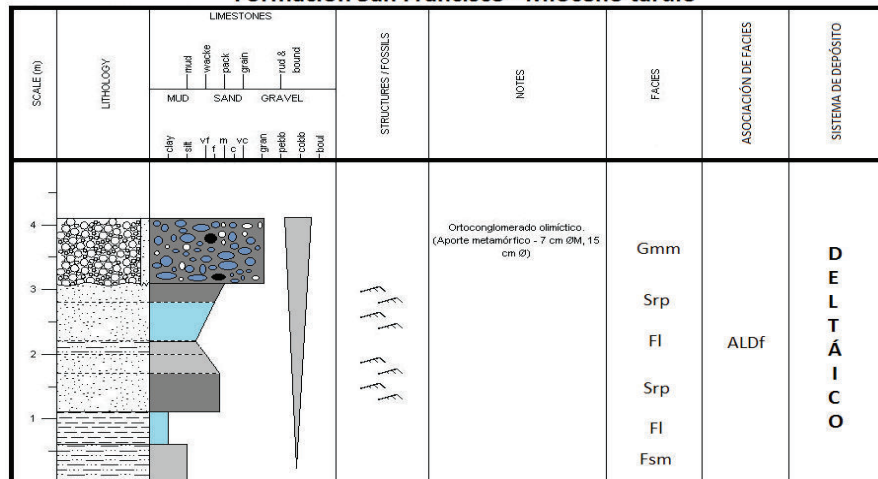 Formación San Francisco - Mioceno tardío
SCALE (m)
LITHOLOGY
LIMESTONES
mud
wacke
pack
grain
rud &
bound
MUD SAND GRAVEL
clay
silt
vf
f
m
c
vc
gran
pebb
cobb
boul
STRUCTURES / FOSSILS
NOTES
FACIES
ASOCIACIÓN DE FACIES
SISTEMA DE DEPÓSITO
4
3
2
1
Ortoconglomerado olimíctico.
(Aporte metamórfico - 7 cm ØM, 15
cm Ø)
Gmm
Srp
Fl
Srp
Fl
Fsm
ALDf
DELTÁICO